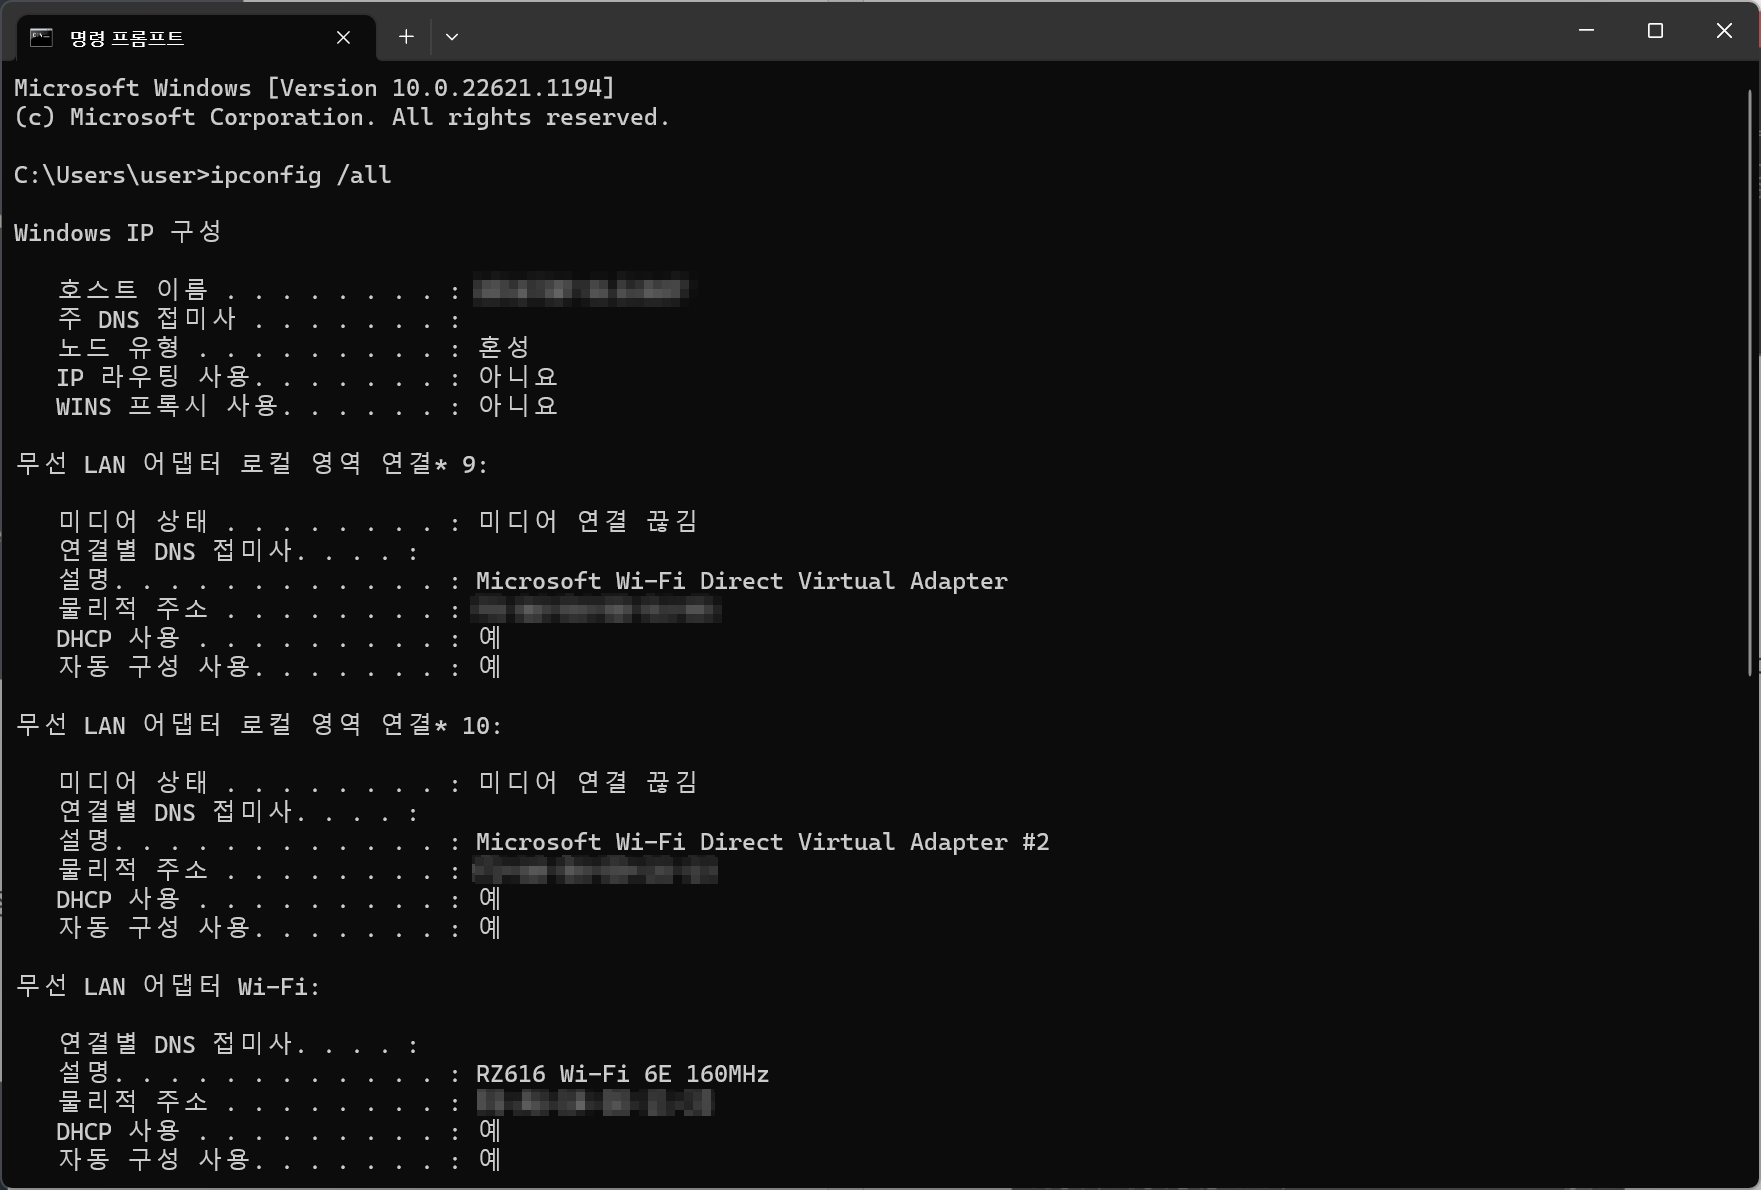 명령 프롬프트
Microsoft Windows [Version 10.0.22621.1194]
(c) Microsoft Corporation. All rights reserved.
C:\Users\user>ipconfig /all
Windows IP 구성
호스트 이름 . . . . . . . . :
주 DNS 접미사 . . . . . . . :
노드 유형 . . . . . . . . . : 혼성
IP 라우팅 사용. . . . . . . : 아니요
WINS 프록시 사용. . . . . . : 아니요
무선 LAN 어댑터 로컬 영역 연결* 9:
미디어 상태 . . . . . . . . : 미디어 연결 끊김
연결별 DNS 접미사. . . . :
설명. . . . . . . . . . . . : Microsoft Wi-Fi Direct Virtual Adapter
물리적 주소 . . . . . . . . :
DHCP 사용 . . . . . . . . . : 예
자동 구성 사용. . . . . . . : 예
무선 LAN 어댑터 로컬 영역 연결* 10:
미디어 상태 . . . . . . . . : 미디어 연결 끊김
연결별 DNS 접미사. . . . :
설명. . . . . . . . . . . . : Microsoft Wi-Fi Direct Virtual Adapter #2
물리적 주소 . . . . . . . . :
DHCP 사용 . . . . . . . . . : 예
자동 구성 사용. . . . . . . : 예
무선 LAN 어댑터 Wi-Fi:
연결별 DNS 접미사. . . . :
설명. . . . . . . . . . . . : RZ616 Wi-Fi 6E 160MHz
물리적 주소 . . . . . . . . :
DHCP 사용 . . . . . . . . . : 예
자동 구성 사용. . . . . . . : 예